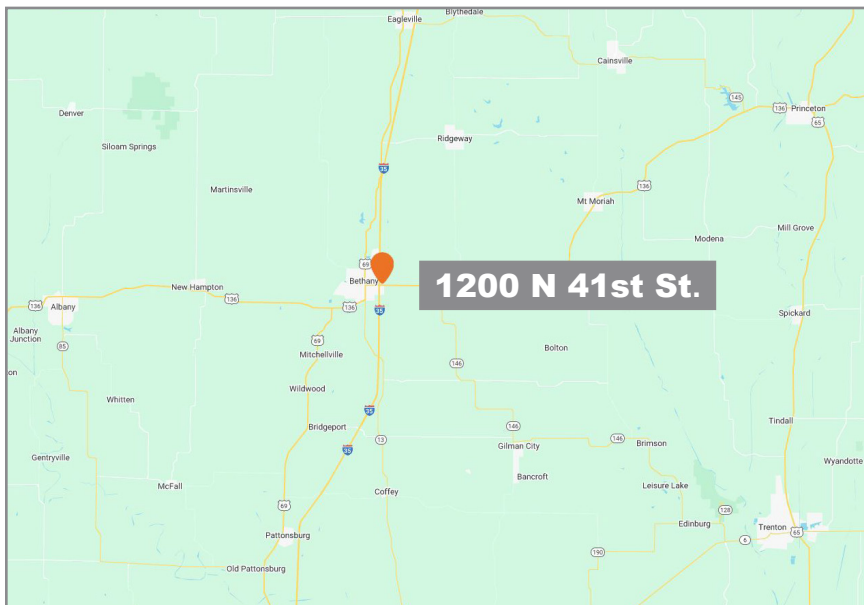 Blythedale
Eagleville
Cainsville
145
136
Princeton
65
Denver
Siloam Springs
Ridgeway
35
Martinsville
136
Mt Moriah
Mill Grove
Modena
69
Bethany
1200 N 41st St.
New Hampton
136
136
Albany
136
35
Spickard
Albany
Junction
85
69
Mitchellville
Bolton
146
on
Wildwood
Whitten
35
Tindall
Bridgeport
146
13
146
Brimson
35
Gilman City
Gentryville
Wyandotte
McFall
Bancroft
Leisure Lake
Coffey
69
128
Edinburg
Trenton
65
Pattonsburg
6
190
Old Pattonsburg